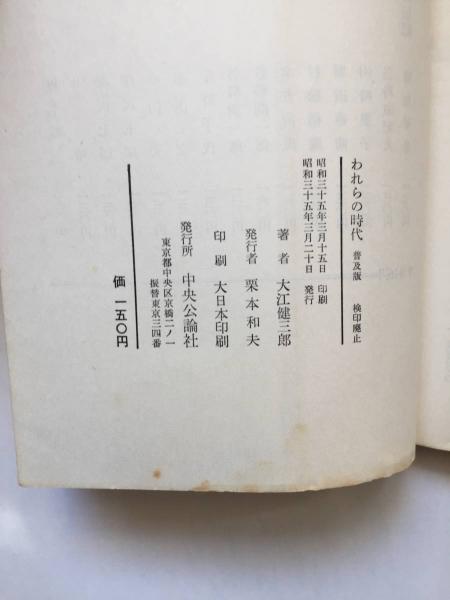 われらの時代 普及版 検印廃止
昭和三十五年三月十五日 印刷
昭和三十五年三月二十日 発行
著者 大江健三郎
発行者 栗本和夫
印刷 大日本印刷
発行所 中央公論社
東京都中央区京橋二ノ一
振替東京三四番
価 一五〇円